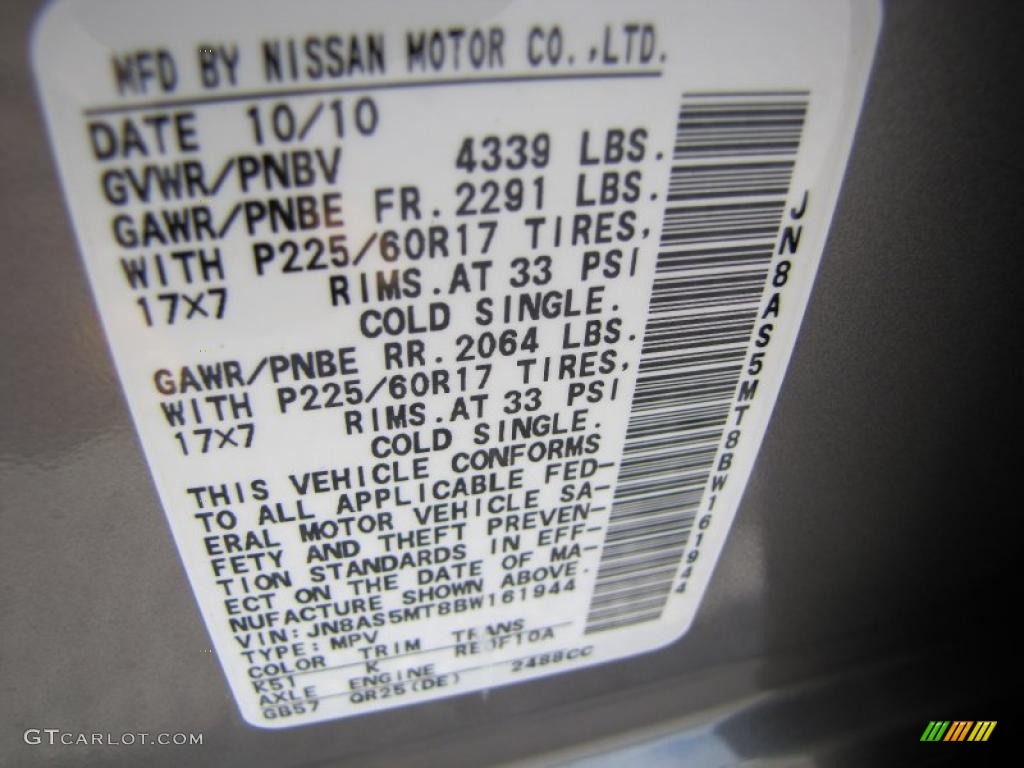 MFD BY NISSAN MOTOR CO.,LTD.
DATE 10/10
GVWR/PNBV 4339 LBS.
GAWR/PNBE FR. 2291 LBS.
WITH P225/60R17 TIRES,
17X7 RIMS. AT 33 PSI
COLD SINGLE.
GAWR/PNBE RR. 2064 LBS.
WITH P225/60R17 TIRES,
17X7 RIMS. AT 33 PSI
COLD SINGLE.
THIS VEHICLE CONFORMS
TO ALL APPLICABLE FED-
ERAL MOTOR VEHICLE SA-
FETY AND THEFT PREVEN-
TION STANDARDS IN EFF-
ECT ON THE DATE OF MA-
NUFACTURE SHOWN ABOVE.
VIN: JN8AS5MT8BW161944
TYPE: MPV
COLOR TRIM TRANS
K51 K RE0F10A
AXLE ENGINE
GB57 QR25(DE) 2488CC
JN8AS5MT8BW161944
GTCARLOT.COM